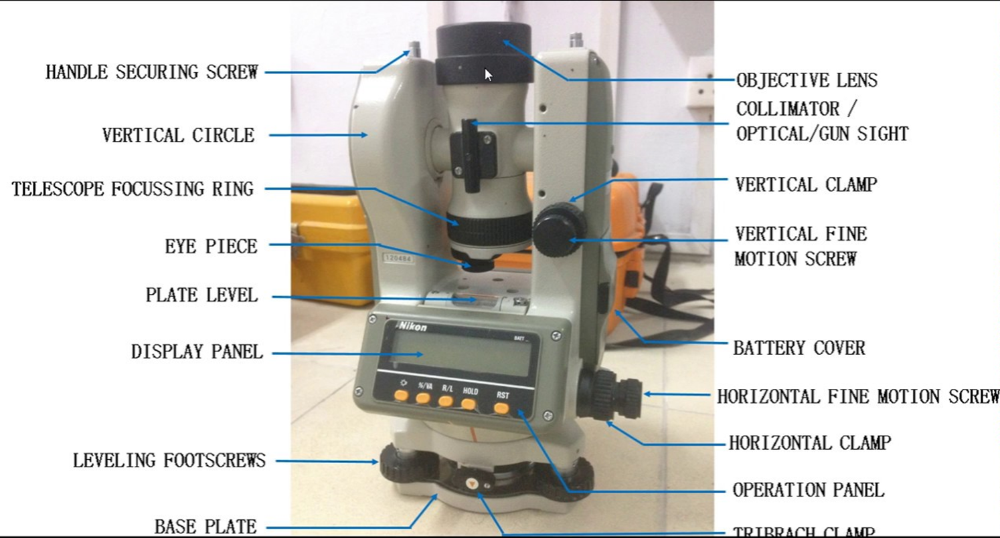 HANDLE SECURING SCREW
VERTICAL CIRCLE
TELESCOPE FOCUSSING RING
EYE PIECE
PLATE LEVEL
DISPLAY PANEL
LEVELING FOOTSCREWS
BASE PLATE
OBJECTIVE LENS
COLLIMATOR /
OPTICAL/GUN SIGHT
VERTICAL CLAMP
VERTICAL FINE
MOTION SCREW
BATTERY COVER
HORIZONTAL FINE MOTION SCREW
HORIZONTAL CLAMP
OPERATION PANEL
TRIBRACH CLAMP
120484
Nikon
BATT
%/VA R/L HOLD RST